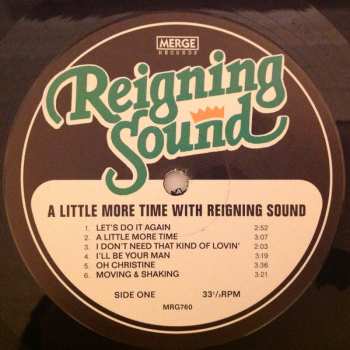 MERGE
RECORDS
Reigning
Sound
A LITTLE MORE TIME WITH REIGNING SOUND
1. LET'S DO IT AGAIN 2:52
2. A LITTLE MORE TIME 3:07
3. I DON'T NEED THAT KIND OF LOVIN' 2:03
4. I'LL BE YOUR MAN 3:19
5. OH CHRISTINE 3:36
6. MOVING & SHAKING 3:21
SIDE ONE 33⅓ RPM
MRG760